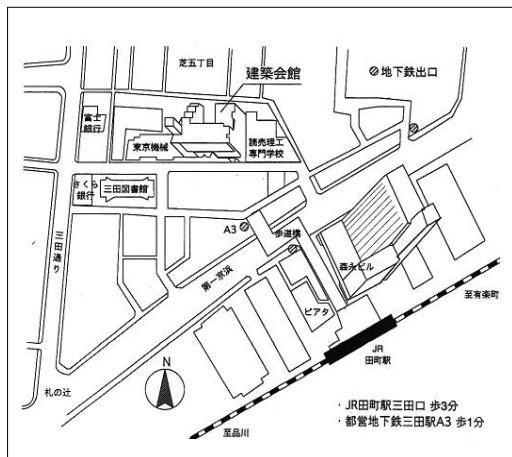 芝五丁目
建築会館
地下鉄出口
富士
銀行
東京機械
読売理工
専門学校
さくら
銀行
三田図書館
A3
歩道橋
三田通り
第一京浜
森永ビル
ピアタ
至有楽町
JR
田町駅
N
札の辻
至品川
・JR田町駅三田口 歩3分
・都営地下鉄三田駅A3 歩1分